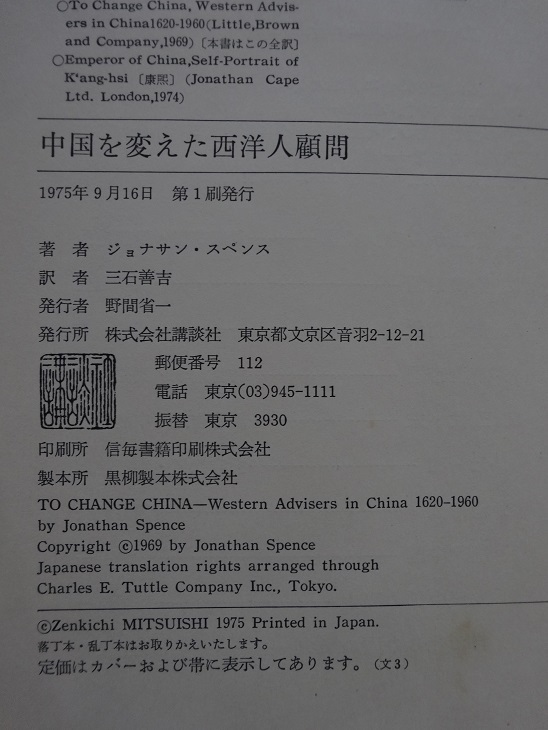 ○To Change China, Western Advis-
ers in China1620-1960(Little,Brown
and Company,1969)〔本書はこの全訳〕
○Emperor of China,Self-Portrait of
K'ang-hsi〔康熙〕(Jonathan Cape
Ltd. London,1974)
中国を変えた西洋人顧問
1975年9月16日 第1刷発行
著 者 ジョナサン・スペンス
訳 者 三石善吉
発行者 野間省一
発行所 株式会社講談社 東京都文京区音羽2-12-21
郵便番号 112
電話 東京(03)945-1111
振替 東京 3930
印刷所 信毎書籍印刷株式会社
製本所 黒柳製本株式会社
TO CHANGE CHINA—Western Advisers in China 1620-1960
by Jonathan Spence
Copyright ©1969 by Jonathan Spence
Japanese translation rights arranged through
Charles E. Tuttle Company Inc., Tokyo.
©Zenkichi MITSUISHI 1975 Printed in Japan.
落丁本・乱丁本はお取りかえいたします。
定価はカバーおよび帯に表示してあります。(文3)